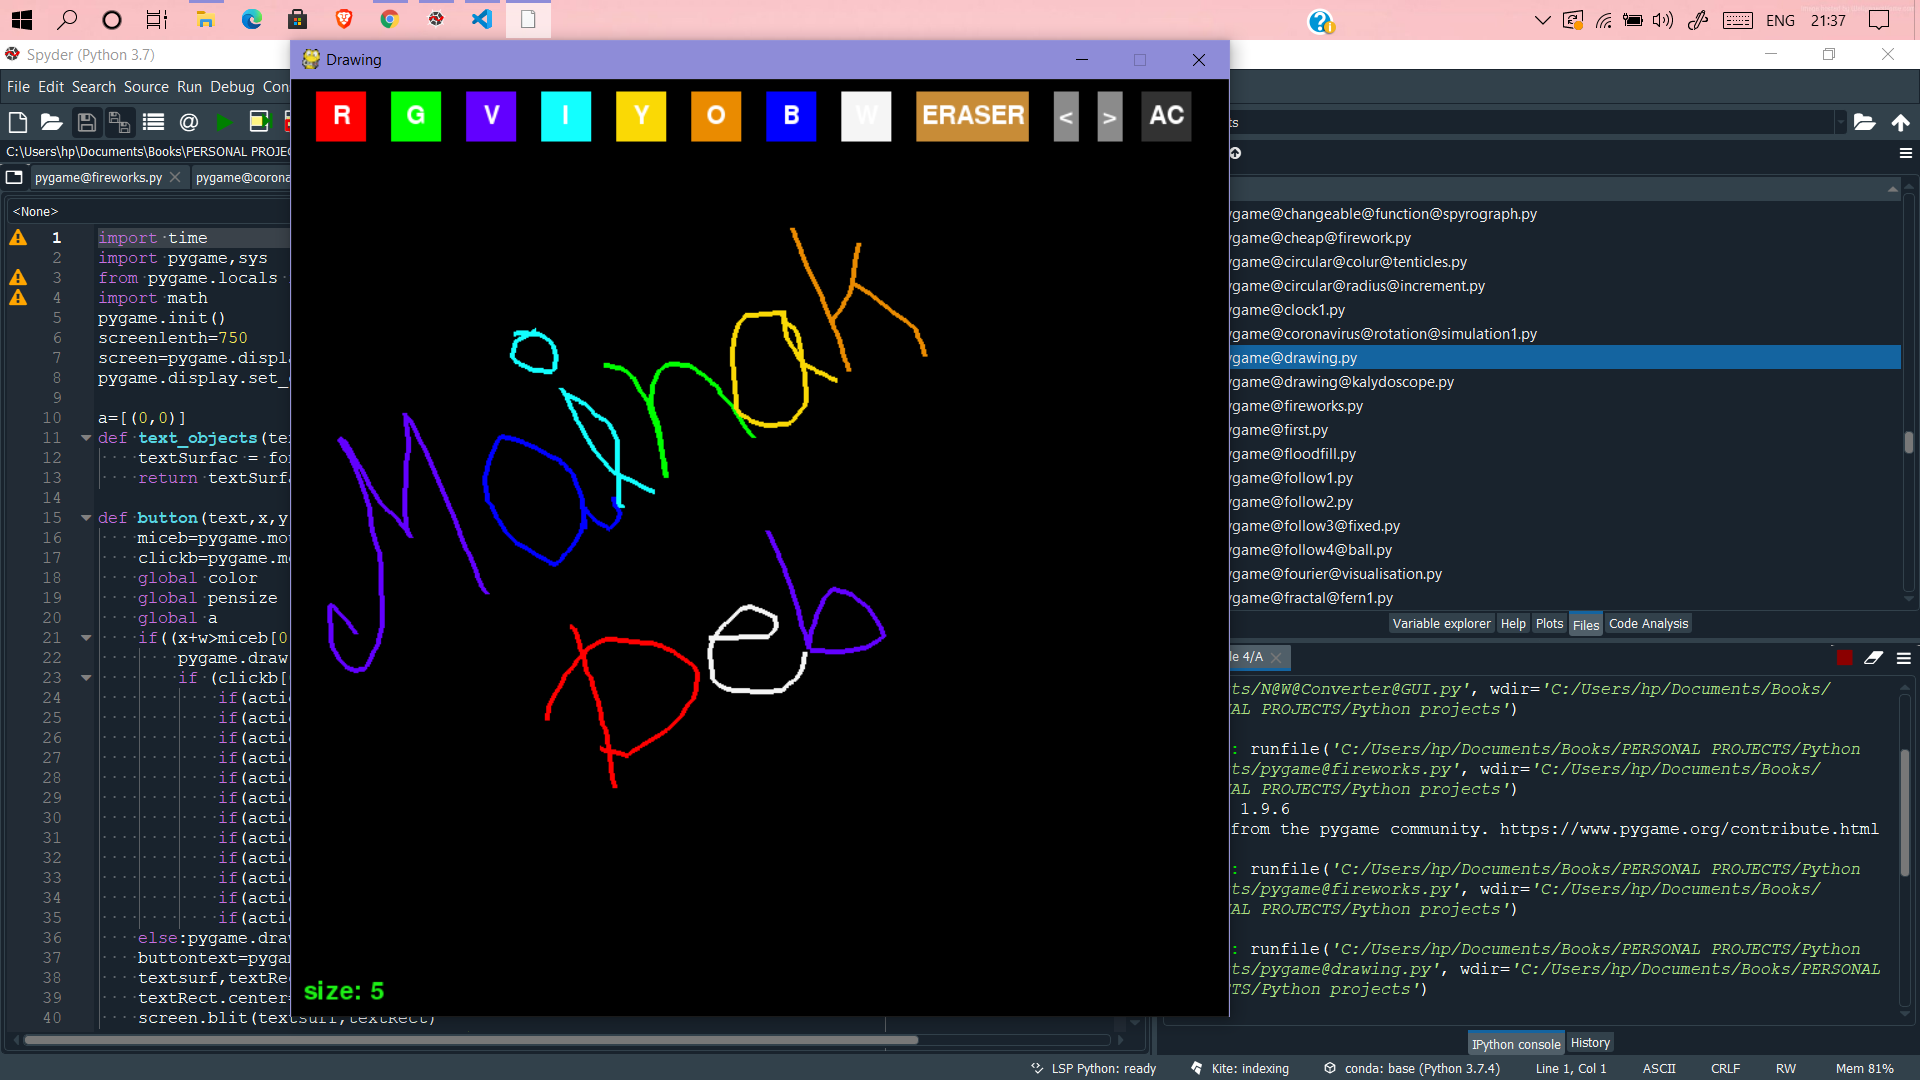 ENG
21:37
Spyder (Python 3.7)
Drawing
File Edit Search Source Run Debug Con
R G V I Y O B W ERASER < > AC
C:\Users\hp\Documents\Books\PERSONAL PROJE
ts
pygame@fireworks.py
pygame@corona
<None>
1 import time
2 import pygame,sys
3 from pygame.locals
4 import math
5 pygame.init()
6 screenlenth=750
7 screen=pygame.displa
8 pygame.display.set_
9
10 a=[(0,0)]
11 def text_objects(te
12 textSurfac = fo
13 return textSurf
14
15 def button(text,x,y
16 miceb=pygame.mo
17 clickb=pygame.m
18 global color
19 global pensize
20 global a
21 if((x+w>miceb[0
22 pygame.draw
23 if (clickb[
24 if(acti
25 if(acti
26 if(acti
27 if(acti
28 if(acti
29 if(acti
30 if(acti
31 if(acti
32 if(acti
33 if(acti
34 if(acti
35 if(acti
36 else:pygame.dra
37 buttontext=pyga
38 textsurf,textRe
39 textRect.center=
40 screen.blit(textsurf,textRect)
Mainak
Deb
size: 5
game@changeable@function@spyrograph.py
game@cheap@firework.py
game@circular@colur@tenticles.py
game@circular@radius@increment.py
game@clock1.py
game@coronavirus@rotation@simulation1.py
game@drawing.py
game@drawing@kalydoscope.py
game@fireworks.py
game@first.py
game@floodfill.py
game@follow1.py
game@follow2.py
game@follow3@fixed.py
game@follow4@ball.py
game@fourier@visualisation.py
game@fractal@fern1.py
Variable explorer Help Plots Files Code Analysis
le 4/A
ts/N@W@Converter@GUI.py', wdir='C:/Users/hp/Documents/Books/
AL PROJECTS/Python projects')
: runfile('C:/Users/hp/Documents/Books/PERSONAL PROJECTS/Python
ts/pygame@fireworks.py', wdir='C:/Users/hp/Documents/Books/
AL PROJECTS/Python projects')
1.9.6
from the pygame community. https://www.pygame.org/contribute.html
: runfile('C:/Users/hp/Documents/Books/PERSONAL PROJECTS/Python
ts/pygame@fireworks.py', wdir='C:/Users/hp/Documents/Books/
AL PROJECTS/Python projects')
: runfile('C:/Users/hp/Documents/Books/PERSONAL PROJECTS/Python
ts/pygame@drawing.py', wdir='C:/Users/hp/Documents/Books/PERSONAL
TS/Python projects')
IPython console History
LSP Python: ready Kite: indexing conda: base (Python 3.7.4) Line 1, Col 1 ASCII CRLF RW Mem 81%